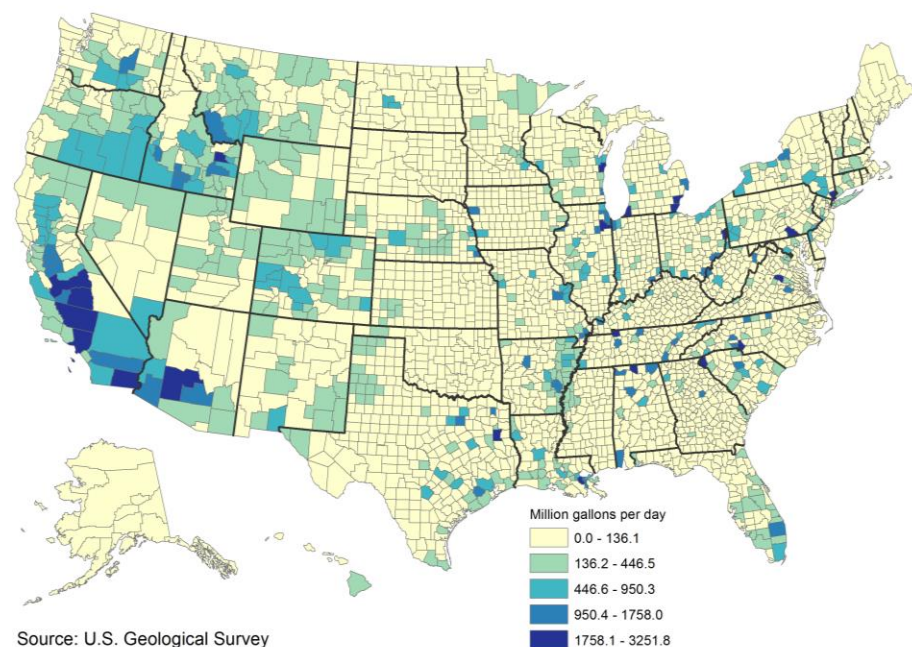 Million gallons per day
0.0 - 136.1
136.2 - 446.5
446.6 - 950.3
950.4 - 1758.0
1758.1 - 3251.8
Source: U.S. Geological Survey